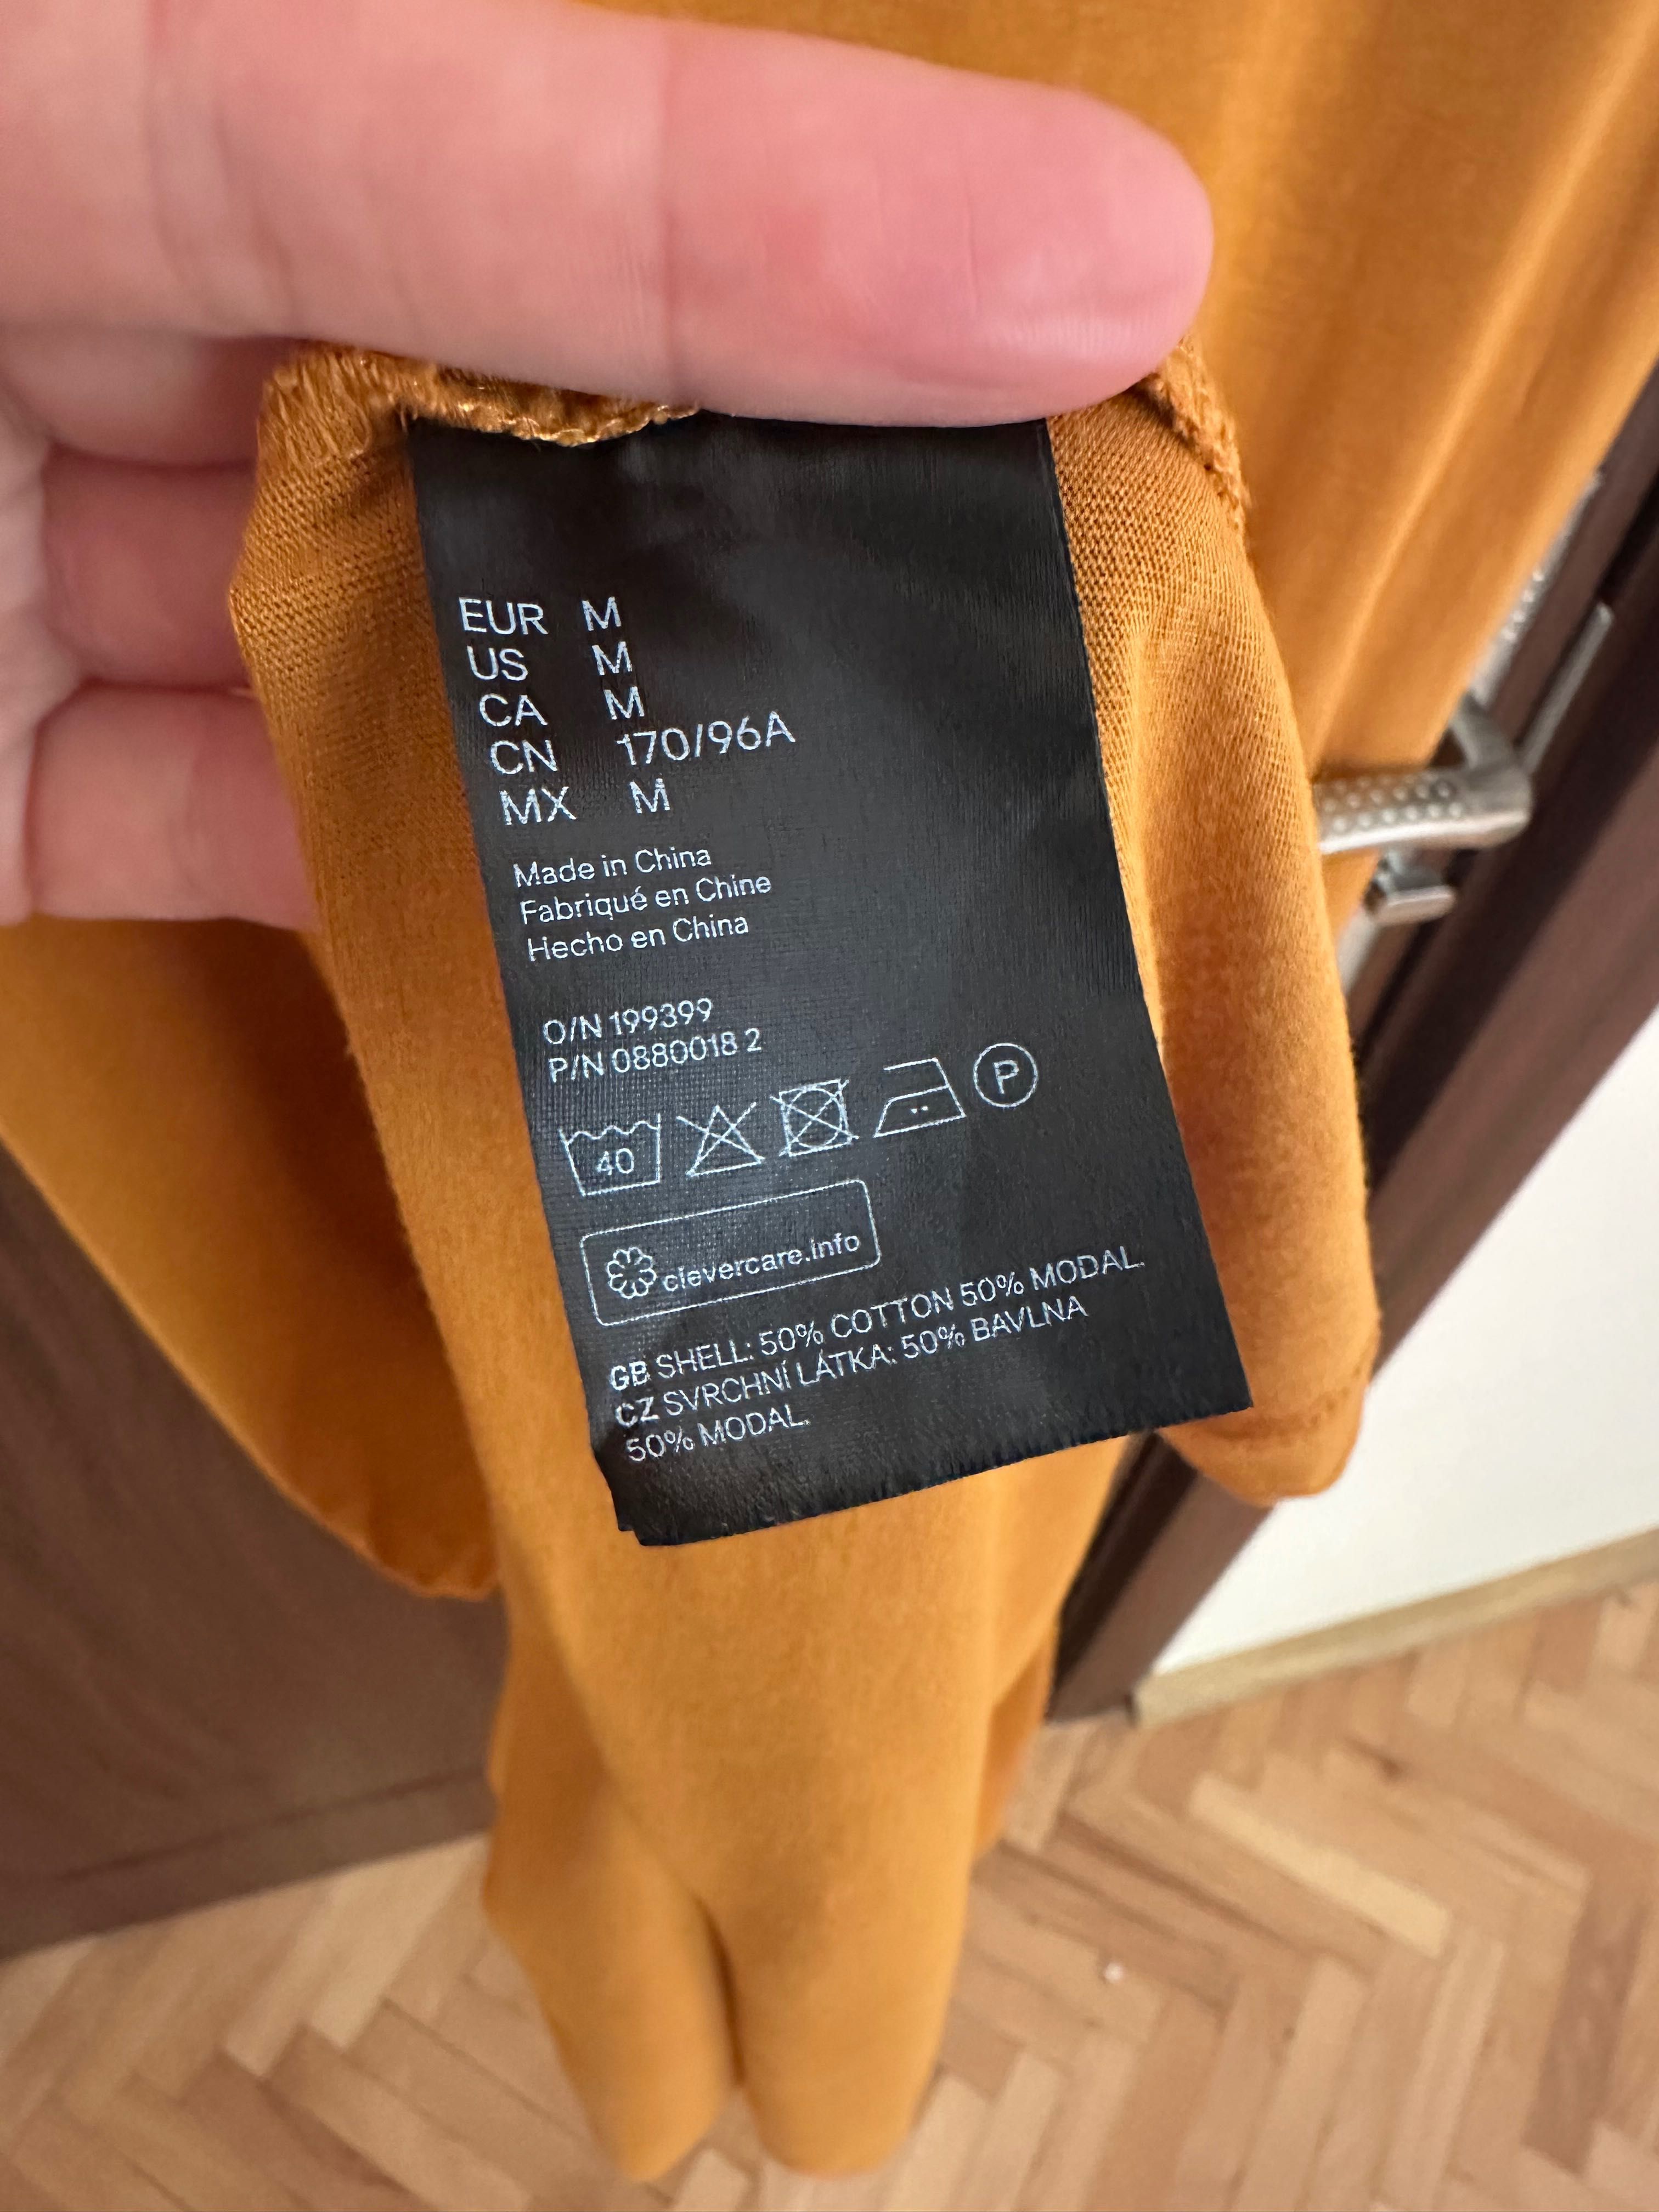 EUR M
US M
CA M
CN 170/96A
MX M
Made in China
Fabriqué en Chine
Hecho en China
O/N 199399
P/N 0880018 2
40 P
clevercare.info
GB SHELL: 50% COTTON 50% MODAL.
CZ SVRCHNÍ LÁTKA: 50% BAVLNA
50% MODAL.